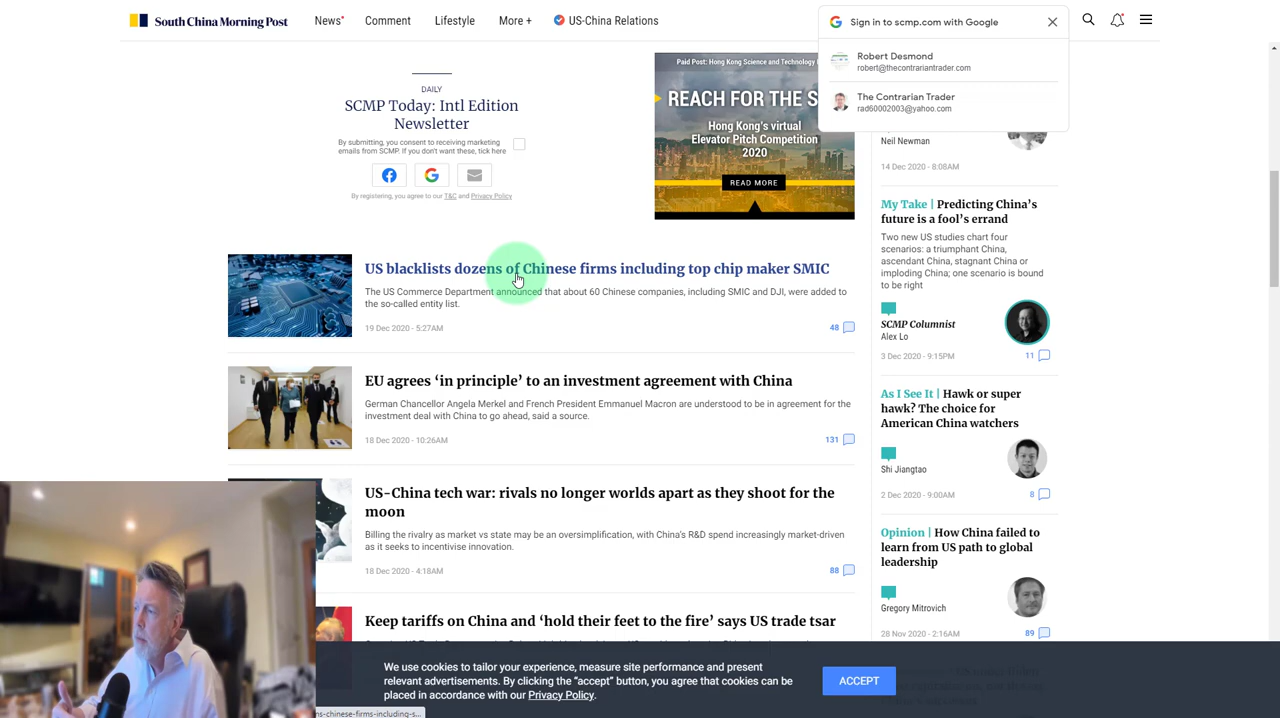 South China Morning Post
News
Comment
Lifestyle
More +
US-China Relations
Sign in to scmp.com with Google
Robert Desmond
robert@thecontrariantrader.com
The Contrarian Trader
rad60002003@yahoo.com
DAILY
SCMP Today: Intl Edition
Newsletter
By submitting, you consent to receiving marketing
emails from SCMP. If you don't want these, tick here
By registering, you agree to our T&C and Privacy Policy
Paid Post: Hong Kong Science and Technology
REACH FOR THE S
Hong Kong's virtual
Elevator Pitch Competition
2020
READ MORE
US blacklists dozens of Chinese firms including top chip maker SMIC
The US Commerce Department announced that about 60 Chinese companies, including SMIC and DJI, were added to
the so-called entity list.
19 Dec 2020 - 5:27AM
48
EU agrees ‘in principle’ to an investment agreement with China
German Chancellor Angela Merkel and French President Emmanuel Macron are understood to be in agreement for the
investment deal with China to go ahead, said a source.
18 Dec 2020 - 10:26AM
131
US-China tech war: rivals no longer worlds apart as they shoot for the
moon
Billing the rivalry as market vs state may be an oversimplification, with China's R&D spend increasingly market-driven
as it seeks to incentivise innovation.
18 Dec 2020 - 4:18AM
88
Keep tariffs on China and ‘hold their feet to the fire’ says US trade tsar
Neil Newman
14 Dec 2020 - 8:08AM
My Take | Predicting China's
future is a fool's errand
Two new US studies chart four
scenarios: a triumphant China,
ascendant China, stagnant China or
imploding China; one scenario is bound
to be right
SCMP Columnist
Alex Lo
3 Dec 2020 - 9:15PM
11
As I See It | Hawk or super
hawk? The choice for
American China watchers
Shi Jiangtao
2 Dec 2020 - 9:00AM
8
Opinion | How China failed to
learn from US path to global
leadership
Gregory Mitrovich
28 Nov 2020 - 2:16AM
89
We use cookies to tailor your experience, measure site performance and present
relevant advertisements. By clicking the “accept” button, you agree that cookies can be
placed in accordance with our Privacy Policy.
ACCEPT
ns-chinese-firms-including-s...